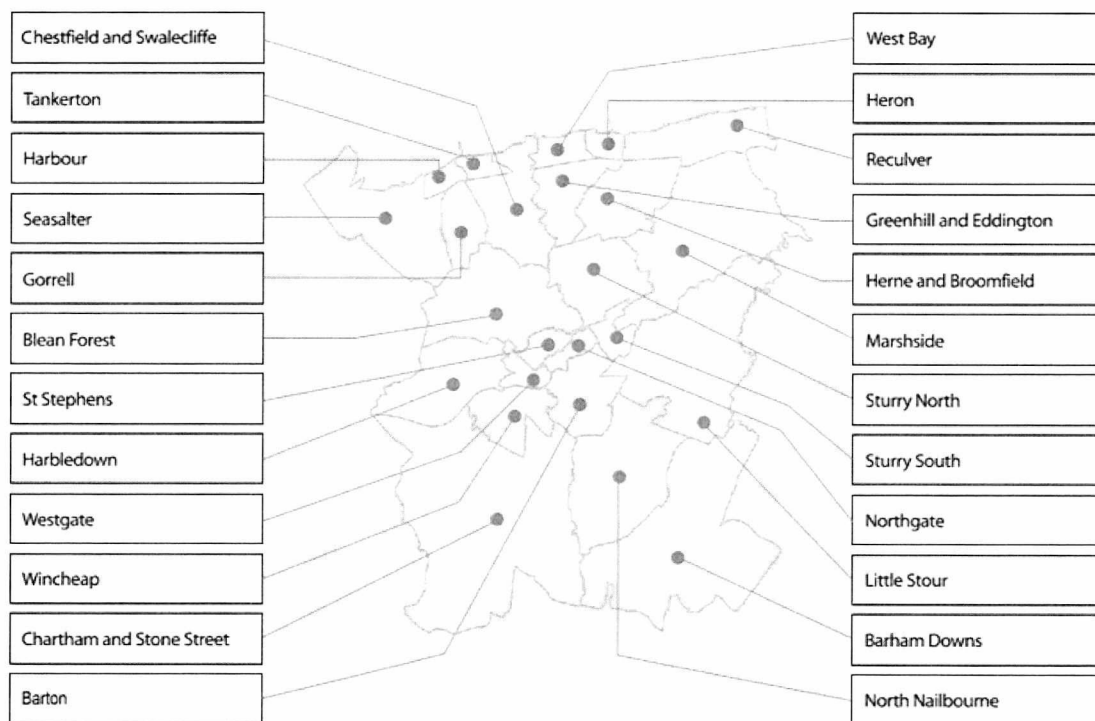 Chestfield and Swalecliffe
Tankerton
Harbour
Seasalter
Gorrell
Blean Forest
St Stephens
Harbledown
Westgate
Wincheap
Chartham and Stone Street
Barton
West Bay
Heron
Reculver
Greenhill and Eddington
Herne and Broomfield
Marshside
Sturry North
Sturry South
Northgate
Little Stour
Barham Downs
North Nailbourne